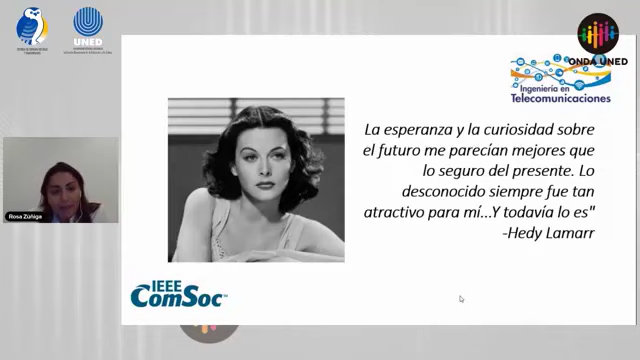 UNED
ONDA UNED
Ingeniería en
Telecomunicaciones
La esperanza y la curiosidad sobre
el futuro me parecían mejores que
lo seguro del presente. Lo
desconocido siempre fue tan
atractivo para mí...Y todavía lo es"
-Hedy Lamarr
Rosa Zúñiga
IEEE
ComSoc™